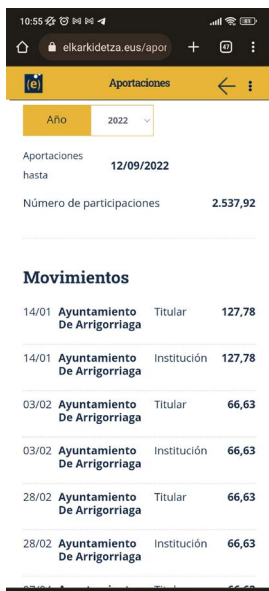 10:55
elkarkidetza.eus/apor
47
(e)
Aportaciones
Año
2022
Aportaciones
hasta
12/09/2022
Número de participaciones 2.537,92
Movimientos
14/01 Ayuntamiento De Arrigorriaga Titular 127,78
14/01 Ayuntamiento De Arrigorriaga Institución 127,78
03/02 Ayuntamiento De Arrigorriaga Titular 66,63
03/02 Ayuntamiento De Arrigorriaga Institución 66,63
28/02 Ayuntamiento De Arrigorriaga Titular 66,63
28/02 Ayuntamiento De Arrigorriaga Institución 66,63